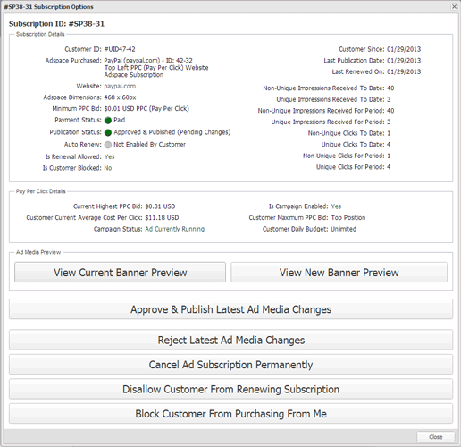 #SP38-31 Subscription Options
Subscription ID: #SP38-31
Subscription Details
Customer ID: #UID47-42
Adspace Purchased: PayPal (paypal.com) - ID: 42-32
Top Left PPC (Pay Per Click) Website
Adspace Subscription
Website: paypal.com
Adspace Dimensions: 468 x 60px
Minimum PPC Bid: $0.01 USD PPC (Pay Per Click)
Payment Status: Paid
Publication Status: Approved & Published (Pending Changes)
Auto Renew: Not Enabled By Customer
Is Renewal Allowed: Yes
Is Customer Blocked: No
Customer Since: 01/29/2013
Last Publication Date: 01/29/2013
Last Renewed On: 01/29/2013
Non-Unique Impressions Received To Date: 40
Unique Impressions Received To Date: 3
Non-Unique Impressions Received For Period: 40
Unique Impressions Received For Period: 3
Non-Unique Clicks To Date: 1
Unique Clicks To Date: 4
Non-Unique Clicks For Period: 1
Unique Clicks For Period: 4
Pay Per Click Details
Current Highest PPC Bid: $0.31 USD
Customer Current Average Cost Per Click: $11.18 USD
Campaign Status: Ad Currently Running
Is Campaign Enabled: Yes
Customer Maximum PPC Bid: Top Position
Customer Daily Budget: Unlimited
Ad Media Preview
View Current Banner Preview
View New Banner Preview
Approve & Publish Latest Ad Media Changes
Reject Latest Ad Media Changes
Cancel Ad Subscription Permanently
Disallow Customer From Renewing Subscription
Block Customer From Purchasing From Me
Close